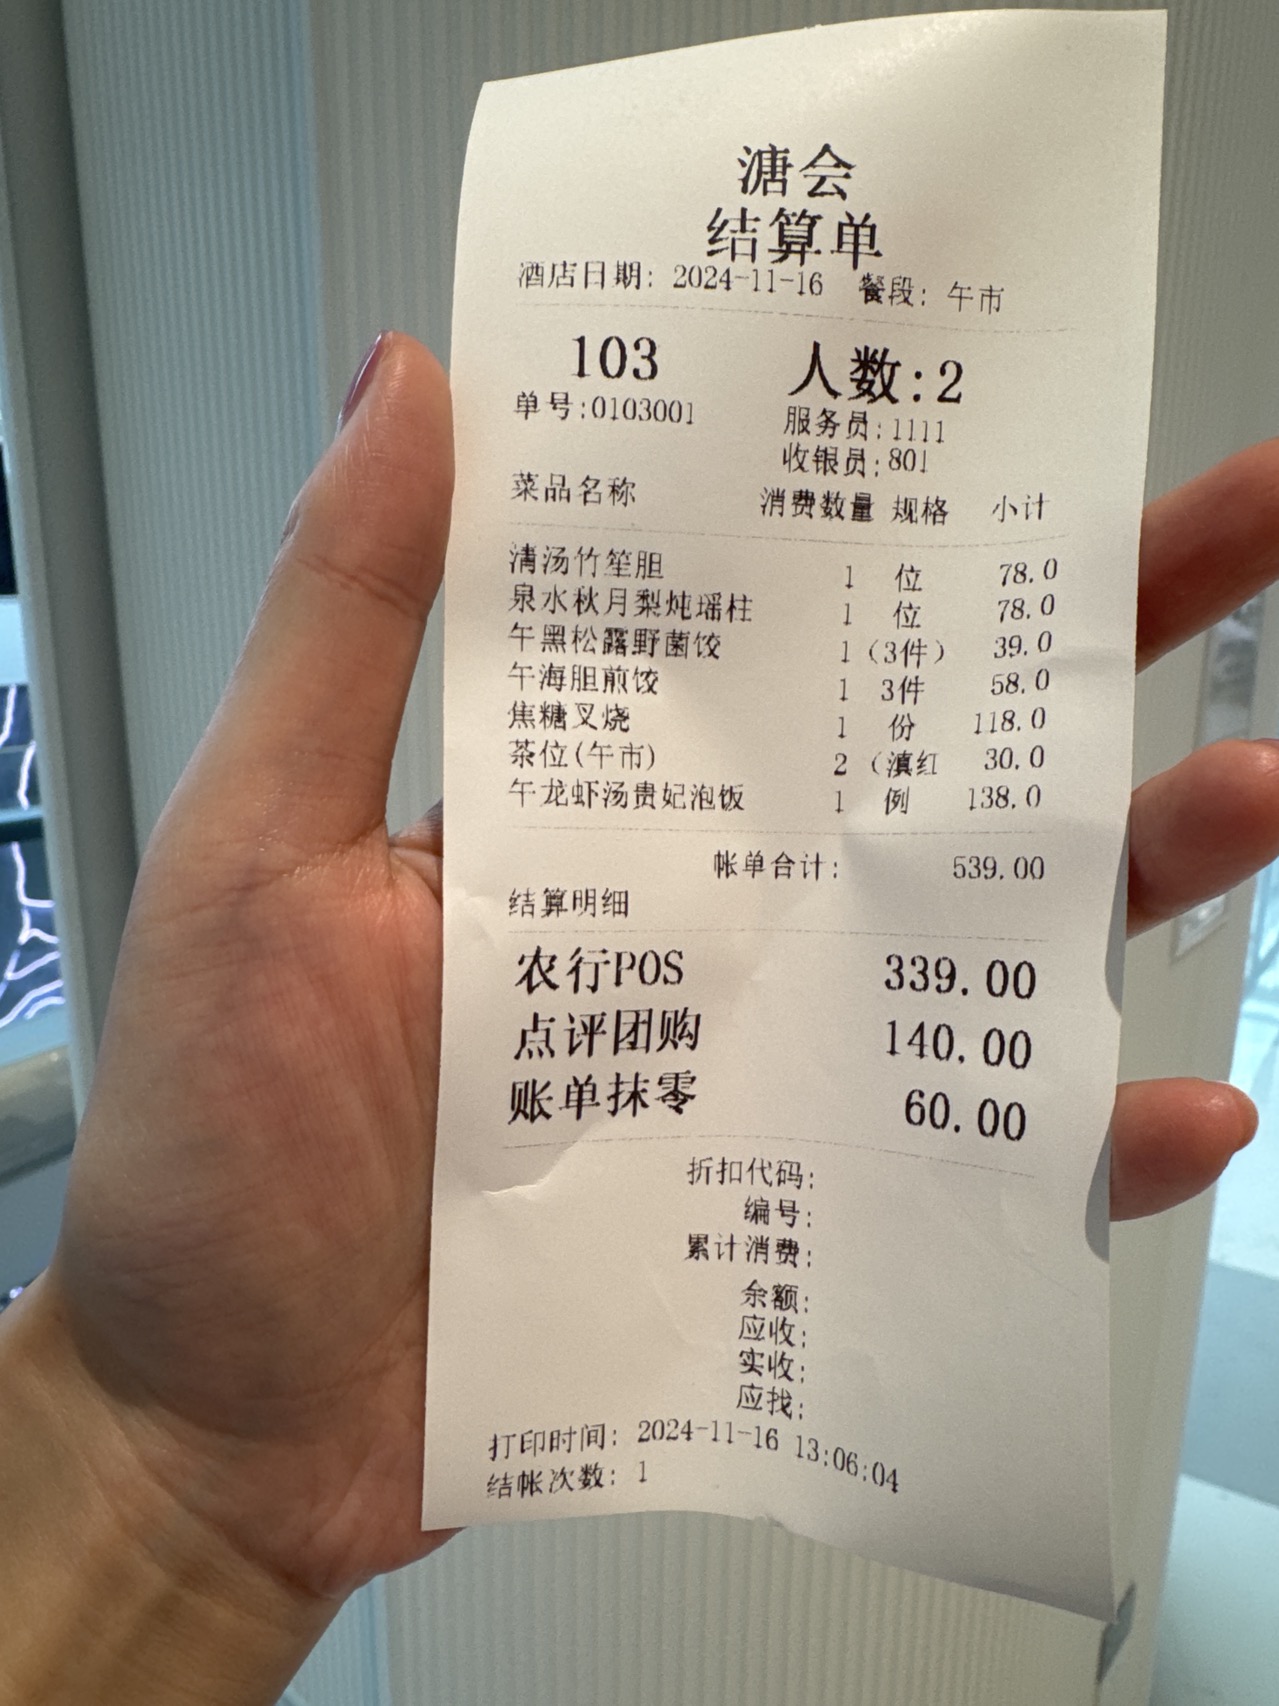 溏会
结算单
酒店日期: 2024-11-16 餐段: 午市
103 人数:2
单号:0103001 服务员:1111
收银员:801
菜品名称 消费数量 规格 小计
清汤竹笙胆 1 位 78.0
泉水秋月梨炖瑶柱 1 位 78.0
午黑松露野菌饺 1 (3件) 39.0
午海胆煎饺 1 3件 58.0
焦糖叉烧 1 份 118.0
茶位(午市) 2 (滇红 30.0
午龙虾汤贵妃泡饭 1 例 138.0
帐单合计: 539.00
结算明细
农行POS 339.00
点评团购 140.00
账单抹零 60.00
折扣代码:
编号:
累计消费:
余额:
应收:
实收:
应找:
打印时间: 2024-11-16 13:06:04
结帐次数: 1